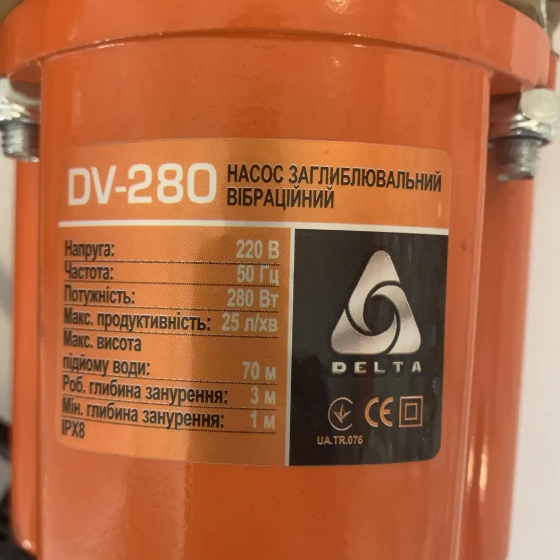 DV-280 НАСОС ЗАГЛИБЛЮВАЛЬНИЙ
ВІБРАЦІЙНИЙ
Напруга: 220 В
Частота: 50 Гц
Потужність: 280 Вт
Макс. продуктивність: 25 л/хв
Макс. висота
підйому води: 70 м
Роб. глибина занурення: 3 м
Мін. глибина занурення: 1 м
IPX8
DELTA
CE
UA.TR.076